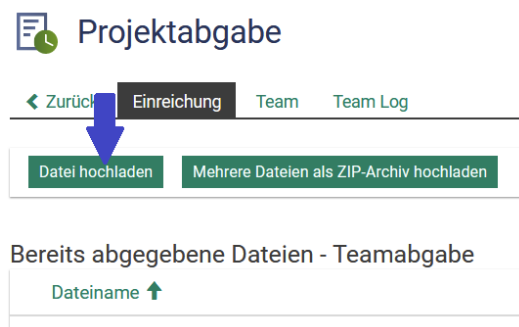 Projektabgabe
Zurück Einreichung Team Team Log
Datei hochladen Mehrere Dateien als ZIP-Archiv hochladen
Bereits abgegebene Dateien - Teamabgabe
Dateiname